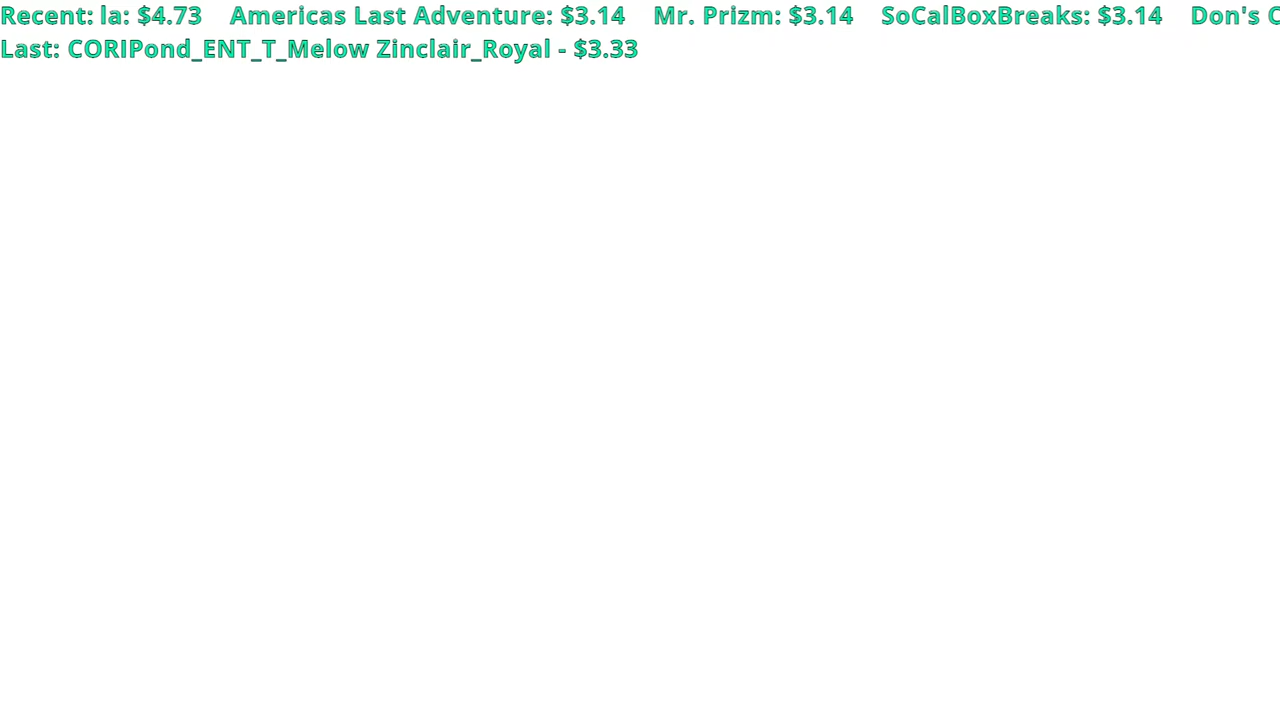 Recent: la: $4.73 Americas Last Adventure: $3.14 Mr. Prizm: $3.14 SoCalBoxBreaks: $3.14 Don's
Last: CORIPond_ENT_T_Melow Zinclair_Royal - $3.33